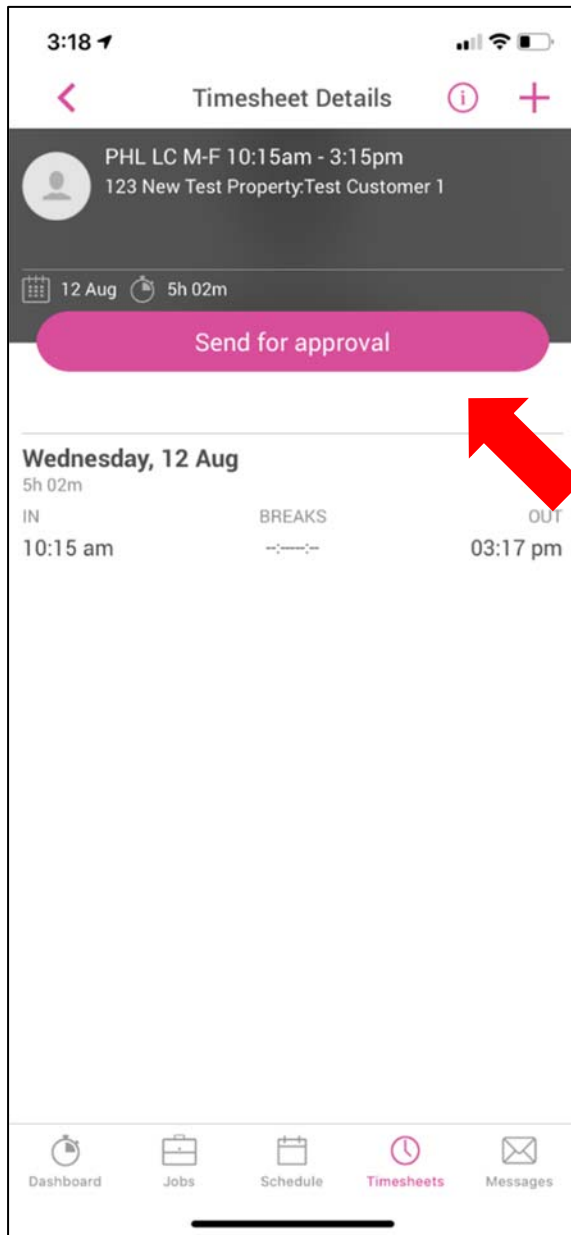 3:18
Timesheet Details
PHL LC M-F 10:15am - 3:15pm
123 New Test Property:Test Customer 1
12 Aug 5h 02m
Send for approval
Wednesday, 12 Aug
5h 02m
IN BREAKS OUT
10:15 am --:----:-- 03:17 pm
Dashboard Jobs Schedule Timesheets Messages